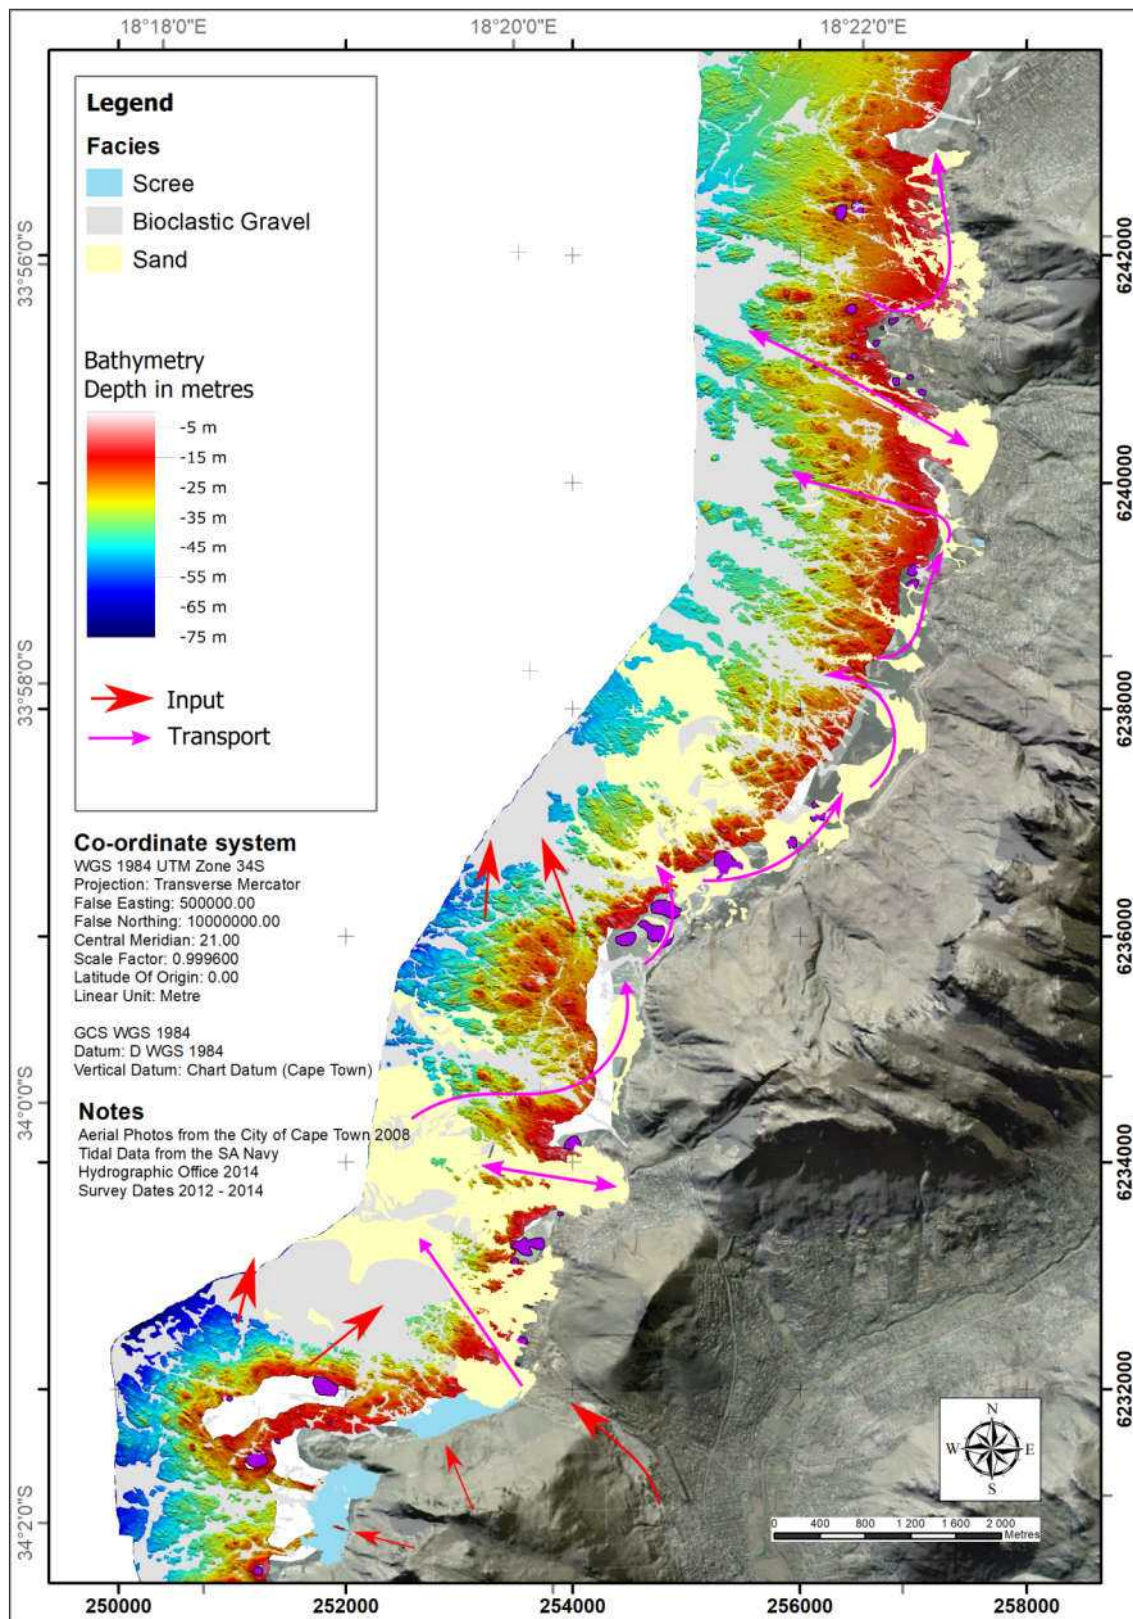 18°18'0"E 18°20'0"E 18°22'0"E
Legend
Facies
Scree
Bioclastic Gravel
Sand
Bathymetry
Depth in metres
-5 m
-15 m
-25 m
-35 m
-45 m
-55 m
-65 m
-75 m
Input
Transport
Co-ordinate system
WGS 1984 UTM Zone 34S
Projection: Transverse Mercator
False Easting: 500000.00
False Northing: 10000000.00
Central Meridian: 21.00
Scale Factor: 0.999600
Latitude Of Origin: 0.00
Linear Unit: Metre
GCS WGS 1984
Datum: D WGS 1984
Vertical Datum: Chart Datum (Cape Town)
Notes
Aerial Photos from the City of Cape Town 2008
Tidal Data from the SA Navy
Hydrographic Office 2014
Survey Dates 2012 - 2014
33°56'0"S
33°58'0"S
34°0'0"S
34°2'0"S
6242000
6240000
6238000
6236000
6234000
6232000
N
W E
S
0 400 800 1 200 1 600 2 000
Metres
250000 252000 254000 256000 258000